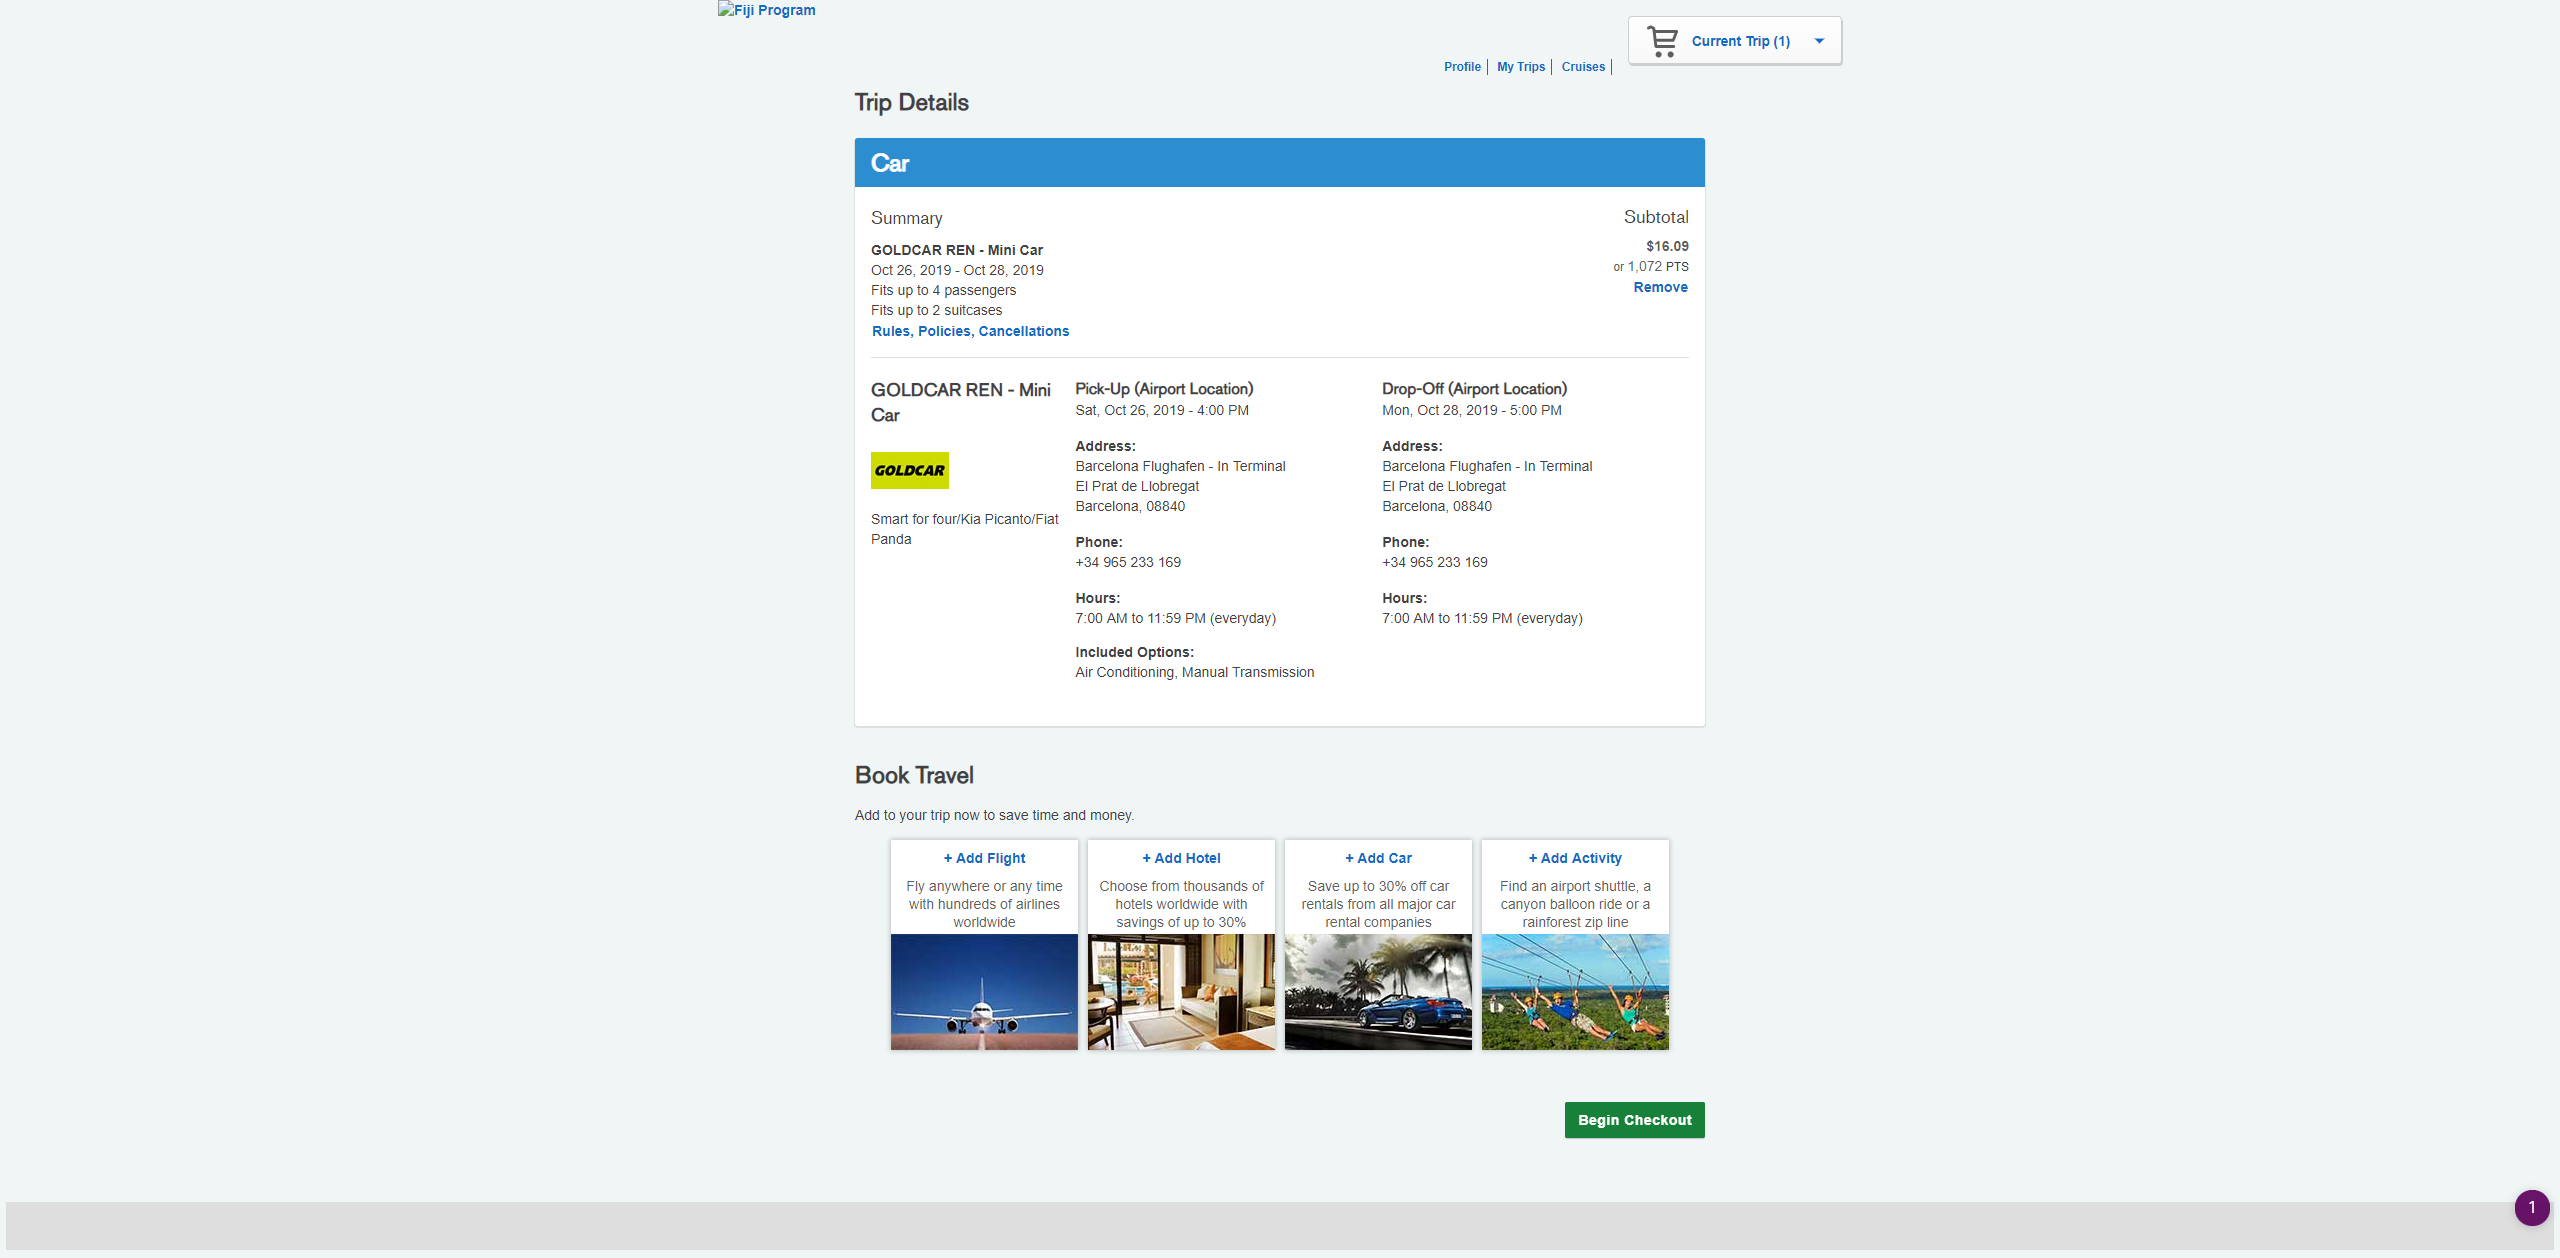 Fiji Program
Current Trip (1)
Profile
My Trips
Cruises
Trip Details
Car
Summary
Subtotal
GOLDCAR REN - Mini Car
$16.09
Oct 26, 2019 - Oct 28, 2019
or 1,072 PTS
Fits up to 4 passengers
Remove
Fits up to 2 suitcases
Rules, Policies, Cancellations
GOLDCAR REN - Mini
Car
GOLDCAR
Smart for four/Kia Picanto/Fiat
Panda
Pick-Up (Airport Location)
Sat, Oct 26, 2019 - 4:00 PM
Address:
Barcelona Flughafen - In Terminal
El Prat de Llobregat
Barcelona, 08840
Phone:
+34 965 233 169
Hours:
7:00 AM to 11:59 PM (everyday)
Included Options:
Air Conditioning, Manual Transmission
Drop-Off (Airport Location)
Mon, Oct 28, 2019 - 5:00 PM
Address:
Barcelona Flughafen - In Terminal
El Prat de Llobregat
Barcelona, 08840
Phone:
+34 965 233 169
Hours:
7:00 AM to 11:59 PM (everyday)
Book Travel
Add to your trip now to save time and money.
+ Add Flight
Fly anywhere or any time
with hundreds of airlines
worldwide
+ Add Hotel
Choose from thousands of
hotels worldwide with
savings of up to 30%
+ Add Car
Save up to 30% off car
rentals from all major car
rental companies
+ Add Activity
Find an airport shuttle, a
canyon balloon ride or a
rainforest zip line
Begin Checkout
1